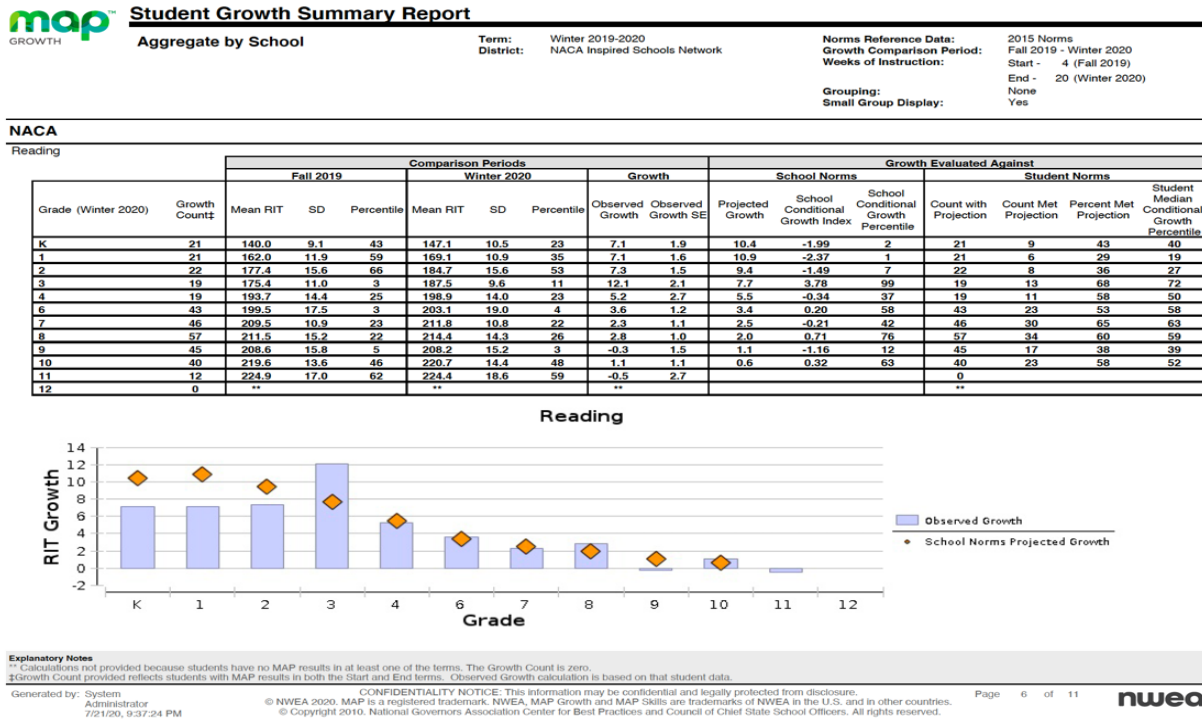 map
GROWTH
Student Growth Summary Report
Aggregate by School
Term: Winter 2019-2020
District: NACA Inspired Schools Network
Norms Reference Data: 2015 Norms
Growth Comparison Period: Fall 2019 - Winter 2020
Weeks of Instruction: Start - 4 (Fall 2019)
End - 20 (Winter 2020)
Grouping: None
Small Group Display: Yes
NACA
Reading
Comparison Periods Growth Evaluated Against
Fall 2019 Winter 2020 Growth School Norms Student Norms
Grade (Winter 2020) Growth Count‡ Mean RIT SD Percentile Mean RIT SD Percentile Observed Growth Observed Growth SE Projected Growth School Conditional Growth Index School Conditional Growth Percentile Count with Projection Count Met Projection Percent Met Projection Student Median Conditional Growth Percentile
K 21 140.0 9.1 43 147.1 10.5 23 7.1 1.9 10.4 -1.99 2 21 9 43 40
1 21 162.0 11.9 59 169.1 10.9 35 7.1 1.6 10.9 -2.37 1 21 6 29 19
2 22 177.4 15.6 66 184.7 15.6 53 7.3 1.5 9.4 -1.49 7 22 8 36 27
3 19 175.4 11.0 3 187.5 9.6 11 12.1 2.1 7.7 3.78 99 19 13 68 72
4 19 193.7 14.4 25 198.9 14.0 23 5.2 2.7 5.5 -0.34 37 19 11 58 50
6 43 199.5 17.5 3 203.1 19.0 4 3.6 1.2 3.4 0.20 58 43 23 53 58
7 46 209.5 10.9 23 211.8 10.8 22 2.3 1.1 2.5 -0.21 42 46 30 65 63
8 57 211.5 15.2 22 214.4 14.3 26 2.8 1.0 2.0 0.71 76 57 34 60 59
9 45 208.6 15.8 5 208.2 15.2 3 -0.3 1.5 1.1 -1.16 12 45 17 38 39
10 40 219.6 13.6 46 220.7 14.4 48 1.1 1.1 0.6 0.32 63 40 23 58 52
11 12 224.9 17.0 62 224.4 18.6 59 -0.5 2.7 0
12 0 ** ** ** **
Reading
RIT Growth
14
12
10
8
6
4
2
0
-2
K 1 2 3 4 6 7 8 9 10 11 12
Grade
Observed Growth
School Norms Projected Growth
Explanatory Notes
** Calculations not provided because students have no MAP results in at least one of the terms. The Growth Count is zero.
‡Growth Count provided reflects students with MAP results in both the Start and End terms. Observed Growth calculation is based on that student data.
Generated by: System
Administrator
7/21/20, 9:37:24 PM
CONFIDENTIALITY NOTICE: This information may be confidential and legally protected from disclosure.
© NWEA 2020. MAP is a registered trademark. NWEA, MAP Growth and MAP Skills are trademarks of NWEA in the U.S. and in other countries.
© Copyright 2010. National Governors Association Center for Best Practices and Council of Chief State School Officers. All rights reserved.
Page 6 of 11
nwea